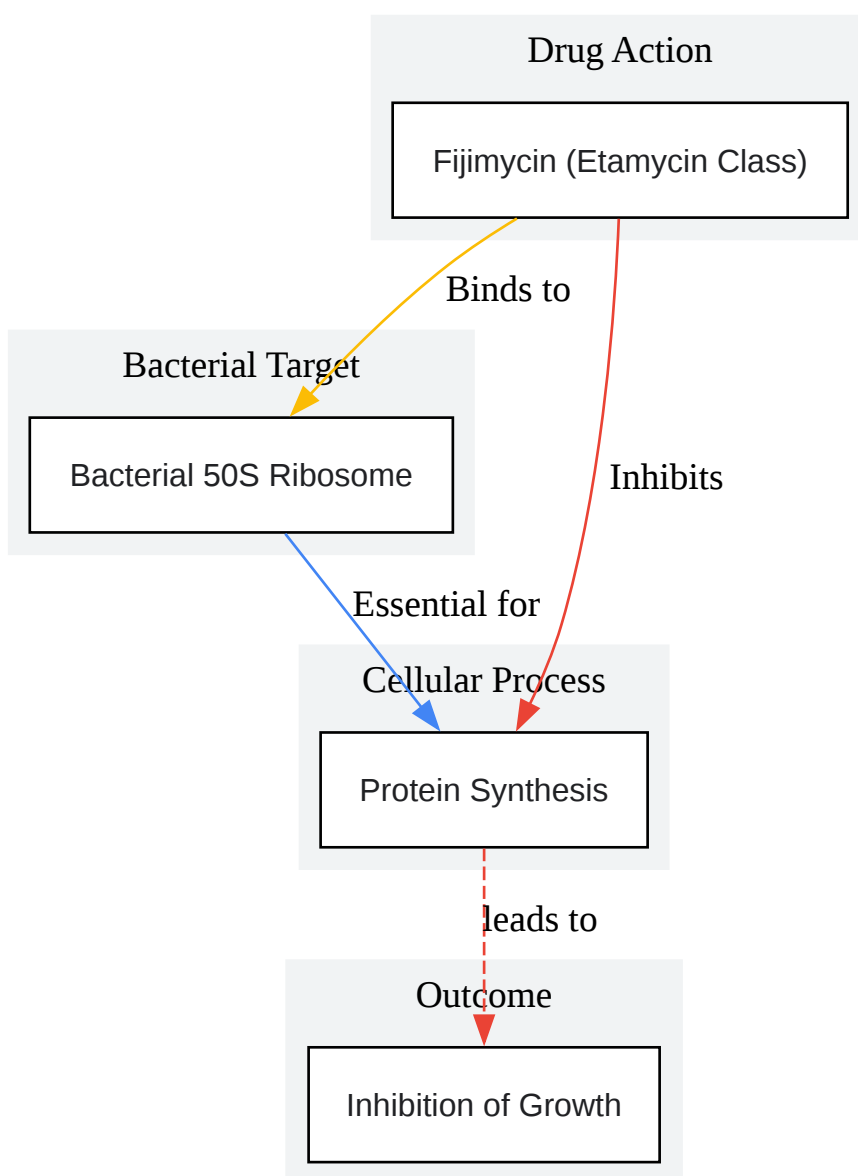 Drug Action
Fijimycin (Etamycin Class)
Binds to
Bacterial Target
Bacterial 50S Ribosome
Inhibits
Essential for
Cellular Process
Protein Synthesis
leads to
Outcome
Inhibition of Growth